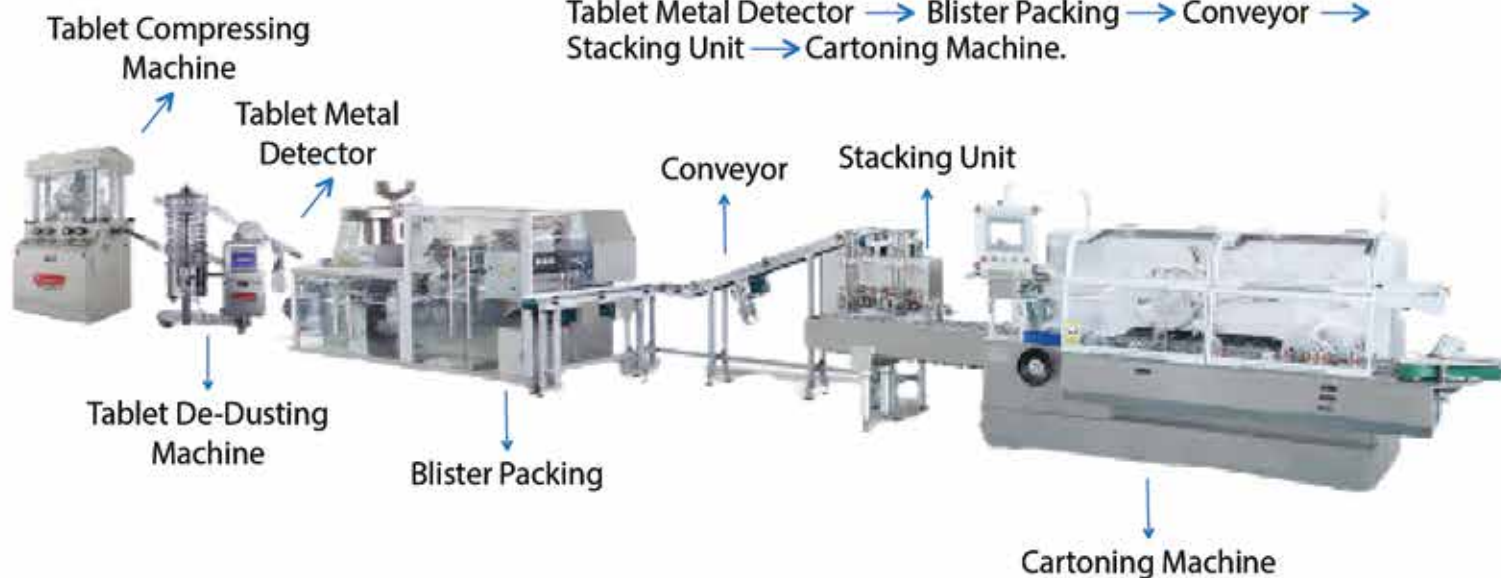 Tablet Metal Detector → Blister Packing → Conveyor →
Stacking Unit → Cartoning Machine.
Tablet Compressing
Machine
Tablet Metal
Detector
Conveyor
Stacking Unit
Tablet De-Dusting
Machine
Blister Packing
Cartoning Machine